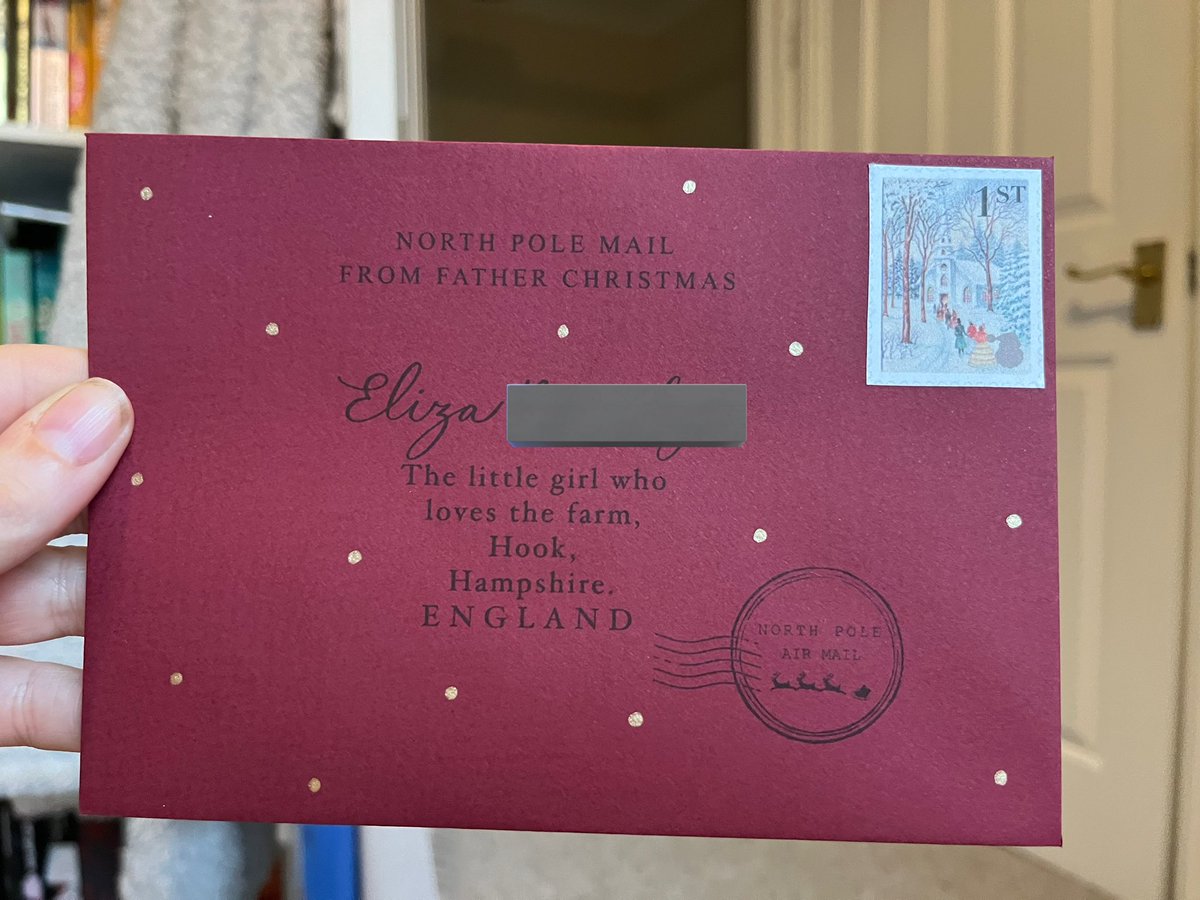 NORTH POLE MAIL
FROM FATHER CHRISTMAS
1ST
Eliza
The little girl who
loves the farm,
Hook,
Hampshire.
ENGLAND
NORTH POLE
AIR MAIL